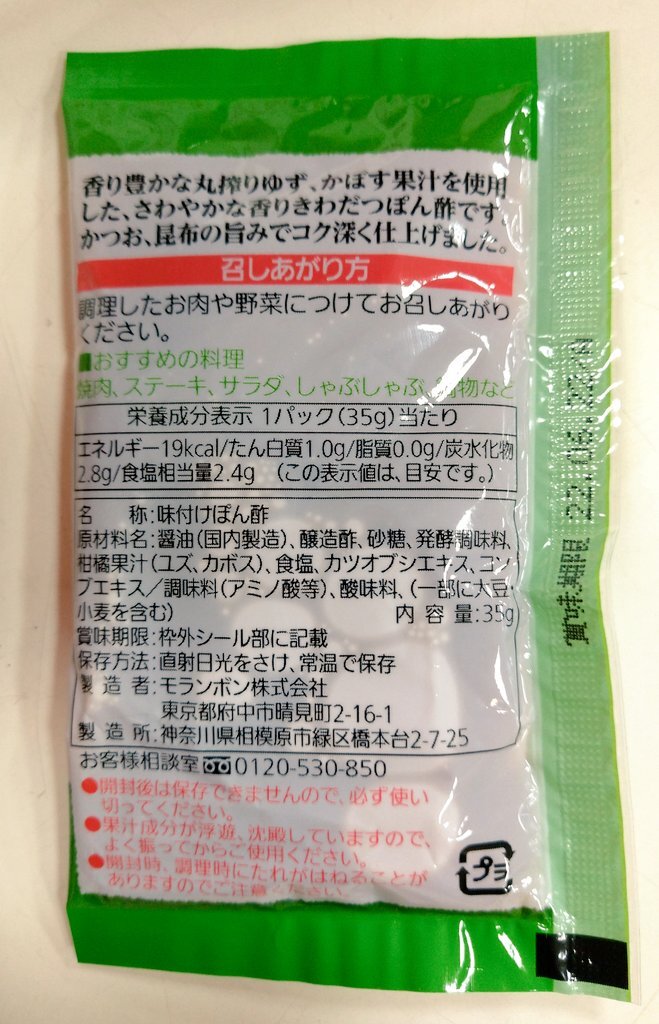 香り豊かな丸搾りゆず、かぼす果汁を使用
した、さわやかな香りきわだつぽん酢です。
かつお、昆布の旨みでコク深く仕上げました。
召しあがり方
調理したお肉や野菜につけてお召しあがり
ください。
■おすすめの料理
焼肉、ステーキ、サラダ、しゃぶしゃぶ、鍋物など
栄養成分表示 1パック(35g)当たり
エネルギー19kcal/たん白質1.0g/脂質0.0g/炭水化物
2.8g/食塩相当量2.4g (この表示値は、目安です。)
名 称:味付けぽん酢
原材料名:醤油(国内製造)、醸造酢、砂糖、発酵調味料、
柑橘果汁(ユズ、カボス)、食塩、カツオブシエキス、コン
ブエキス/調味料(アミノ酸等)、酸味料、(一部に大豆・
小麦を含む) 内容量:35g
賞味期限:枠外シール部に記載
保存方法:直射日光をさけ、常温で保存
製造者:モランボン株式会社
東京都府中市晴見町2-16-1
製造所:神奈川県相模原市緑区橋本台2-7-25
お客様相談室 0120-530-850
●開封後は保存できませんので、必ず使い
切ってください。
●果汁成分が浮遊、沈殿していますので、
よく振ってからご使用ください。
●開封時、調理時にたれがはねることが
ありますのでご注意ください。
プラ
賞味期限 22.06.